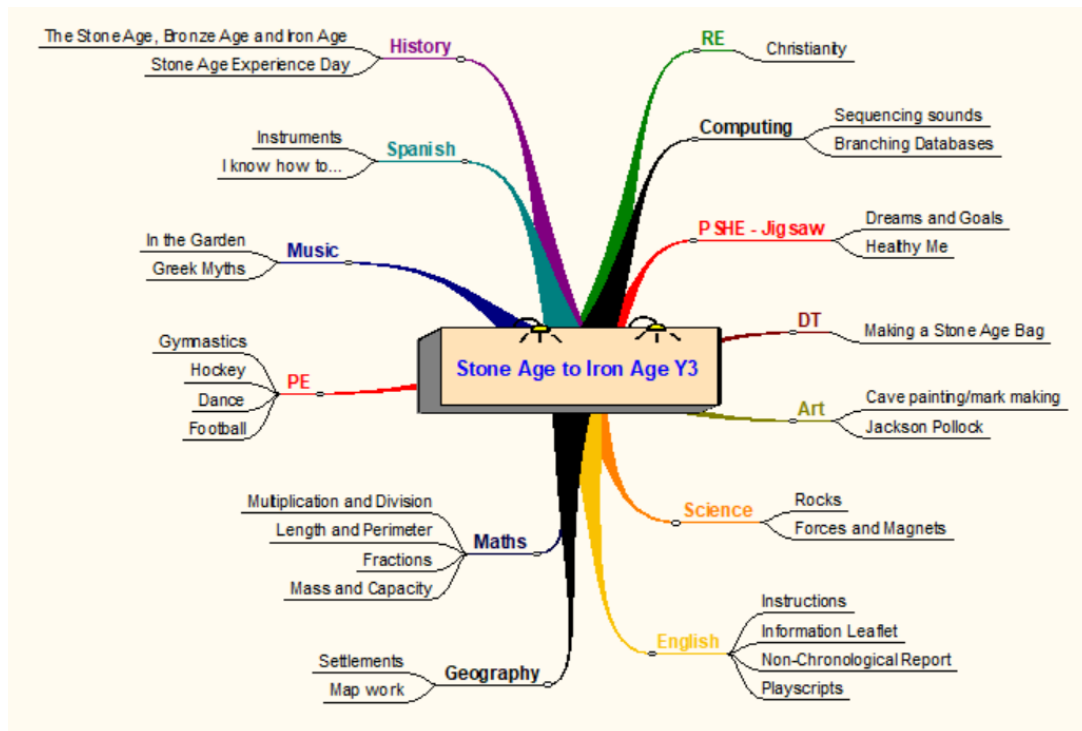 The Stone Age, Bronze Age and Iron Age
Stone Age Experience Day
History
Instruments
I know how to...
Spanish
In the Garden
Greek Myths
Music
Gymnastics
Hockey
Dance
Football
PE
Multiplication and Division
Length and Perimeter
Fractions
Mass and Capacity
Maths
Settlements
Map work
Geography
Stone Age to Iron Age Y3
RE
Christianity
Computing
Sequencing sounds
Branching Databases
PSHE - Jigsaw
Dreams and Goals
Healthy Me
DT
Making a Stone Age Bag
Art
Cave painting/mark making
Jackson Pollock
Science
Rocks
Forces and Magnets
English
Instructions
Information Leaflet
Non-Chronological Report
Playscripts